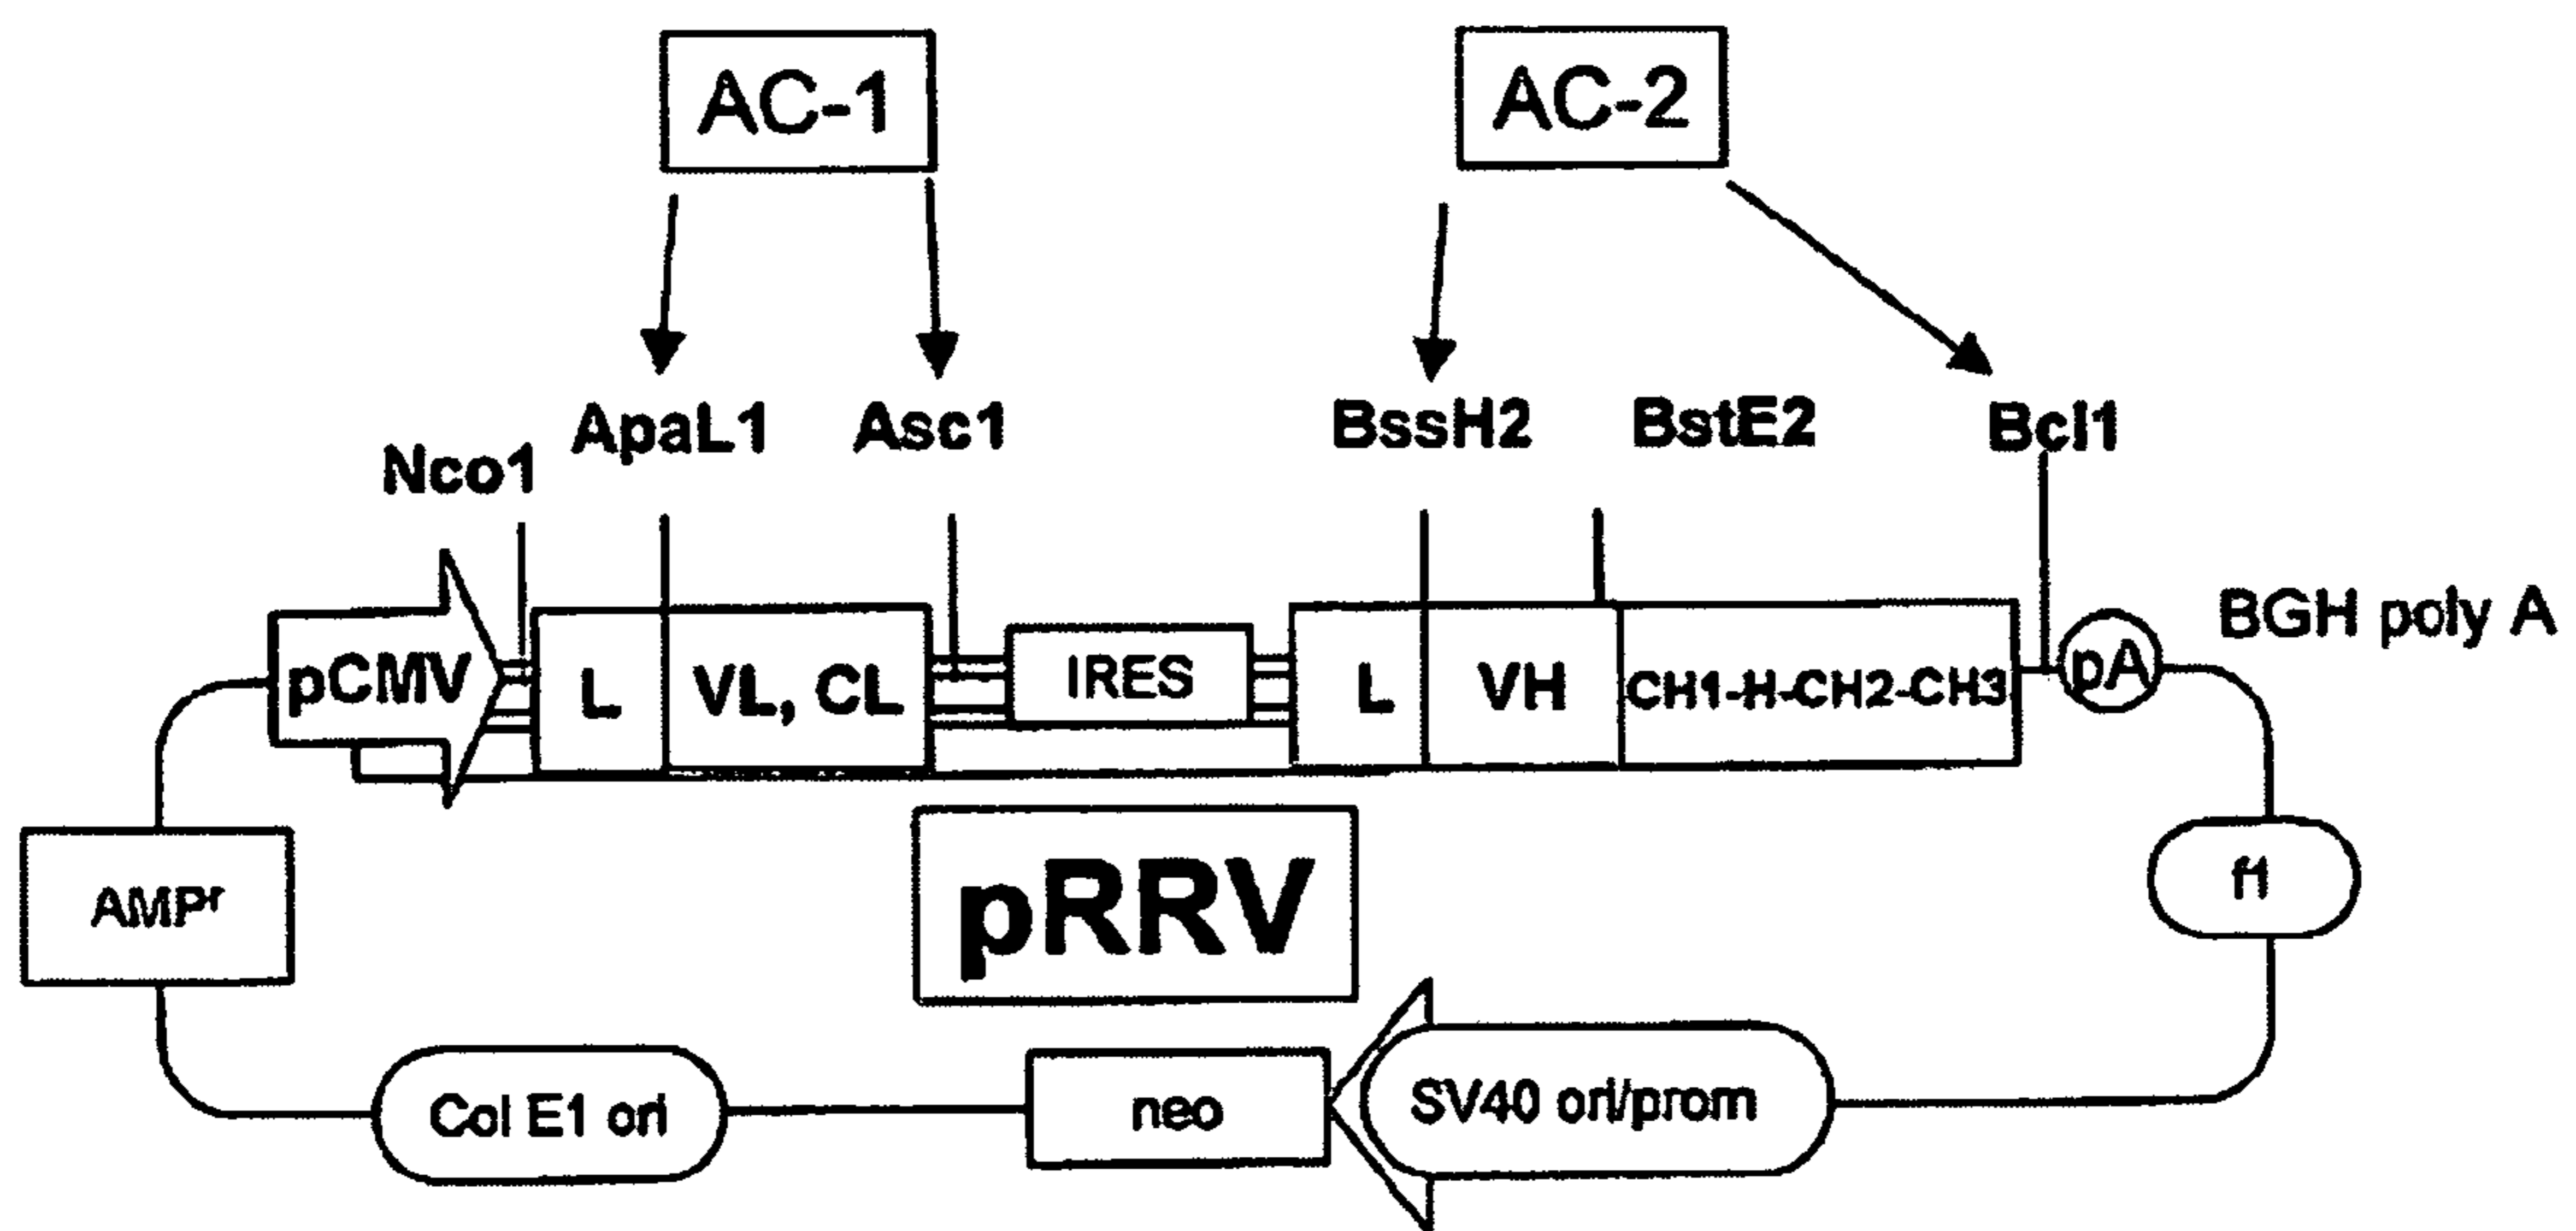 AC-1
AC-2
Nco1
ApaL1
Asc1
BssH2
BstE2
Bcl1
pCMV
L
VL, CL
IRES
L
VH
CH1-H-CH2-CH3
pA
BGH poly A
AMPr
pRRV
f1
Col E1 ori
neo
SV40 ori/prom